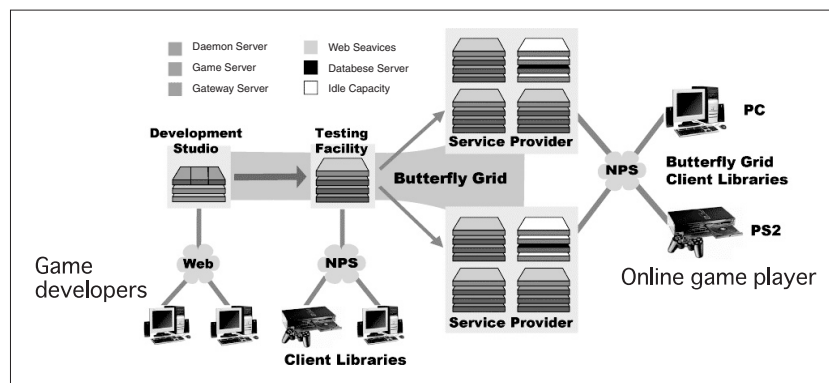 Daemon Server
Game Server
Gateway Server
Web Seavices
Databese Server
Idle Capacity
Development
Studio
Testing
Facility
Service Provider
Butterfly Grid
NPS
PC
Butterfly Grid
Client Libraries
PS2
Online game player
Game
developers
Web
NPS
Client Libraries
Service Provider